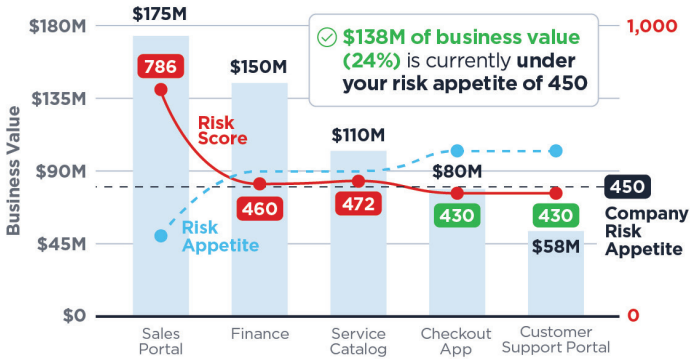 $175M
$180M
1,000
$138M of business value
(24%) is currently under
your risk appetite of 450
786
$150M
$135M
Risk
Score
$110M
Business Value
$90M
$80M
450
460
472
430
430
Company
Risk
Appetite
Risk
Appetite
$45M
$58M
$0
0
Sales
Portal
Finance
Service
Catalog
Checkout
App
Customer
Support Portal